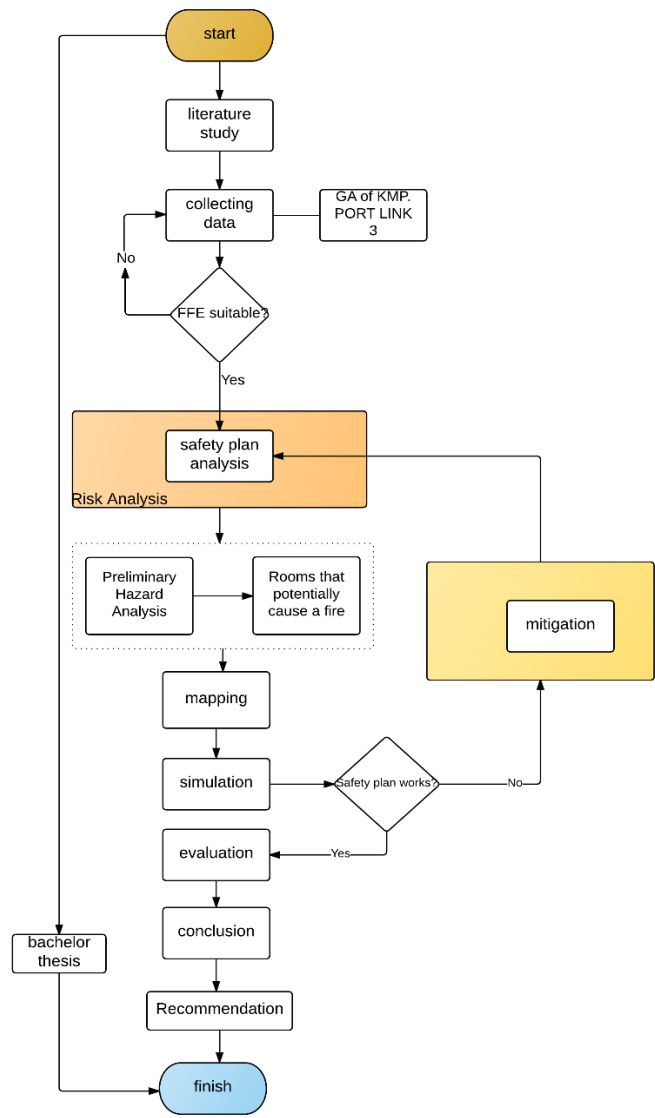 start
literature
study
collecting
data
GA of KMP.
PORT LINK
3
No
FFE suitable?
Yes
safety plan
analysis
Risk Analysis
Preliminary
Hazard
Analysis
Rooms that
potentially
cause a fire
mitigation
mapping
simulation
Safety plan works?
No
evaluation
Yes
conclusion
bachelor
thesis
Recommendation
finish